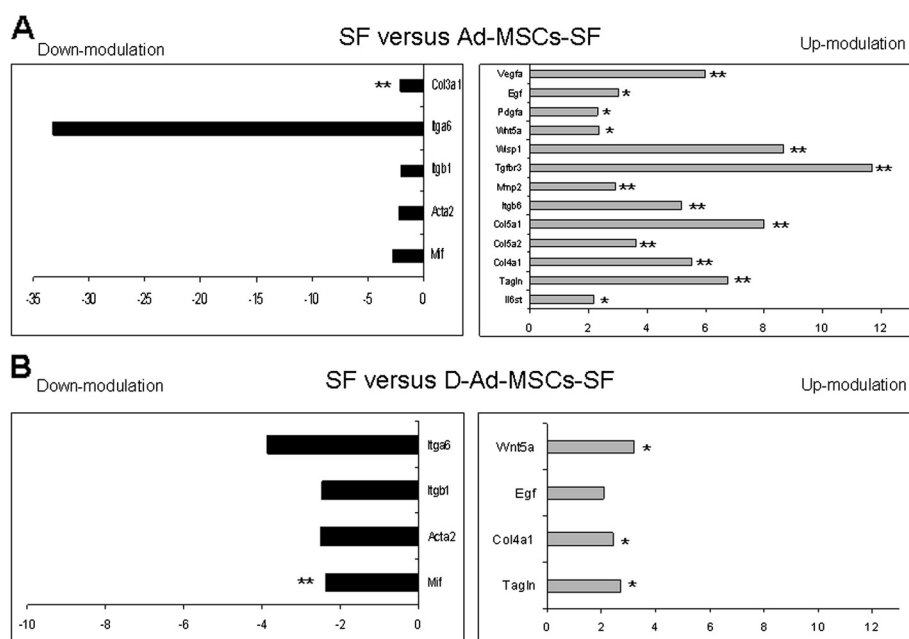 A
SF versus Ad-MSCs-SF
Down-modulation
Up-modulation
** Col3a1
Itga6
Itgb1
Acta2
Mif
-35 -30 -25 -20 -15 -10 -5 0
Vegfa **
Egf *
Pdgfa *
Wnt5a *
Wisp1 **
Tgfbr3 **
Mmp2 **
Itgb6 **
Col5a1 **
Col5a2 **
Col4a1 **
Tagln **
Il6st *
0 2 4 6 8 10 12
B
SF versus D-Ad-MSCs-SF
Down-modulation
Up-modulation
Itga6
Itgb1
Acta2
** Mif
-10 -8 -6 -4 -2 0
Wnt5a *
Egf
Col4a1 *
Tagln *
0 2 4 6 8 10 12